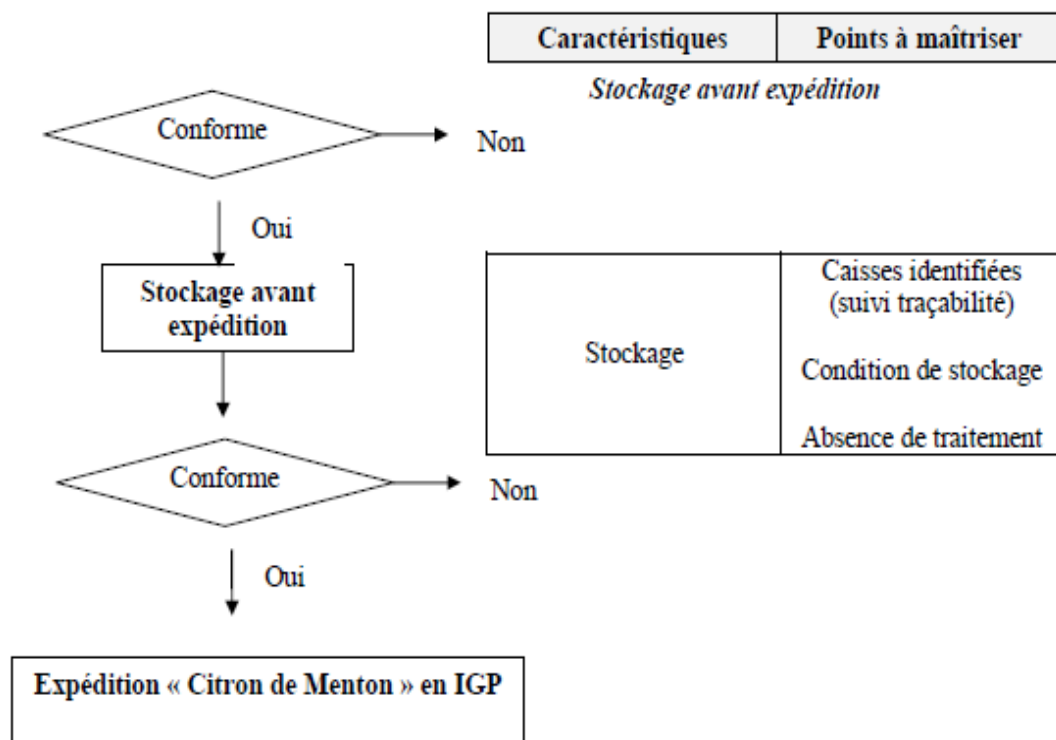 Caractéristiques
Points à maîtriser
Stockage avant expédition
Conforme
Non
Oui
Stockage avant
expédition
Stockage
Caisses identifiées
(suivi traçabilité)
Condition de stockage
Absence de traitement
Conforme
Non
Oui
Expédition « Citron de Menton » en IGP